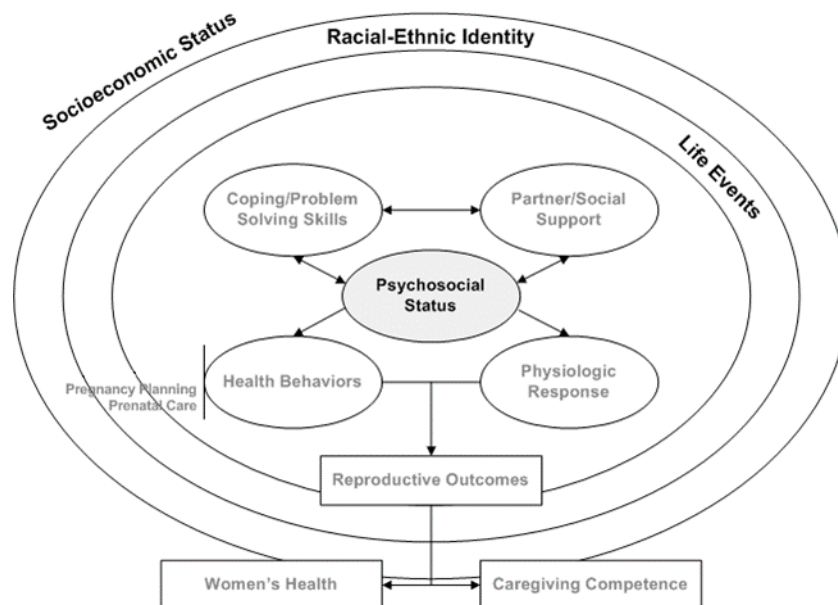 Socioeconomic Status
Racial-Ethnic Identity
Life Events
Coping/Problem
Solving Skills
Partner/Social
Support
Psychosocial
Status
Health Behaviors
Physiologic
Response
Pregnancy Planning
Prenatal Care
Reproductive Outcomes
Women's Health
Caregiving Competence